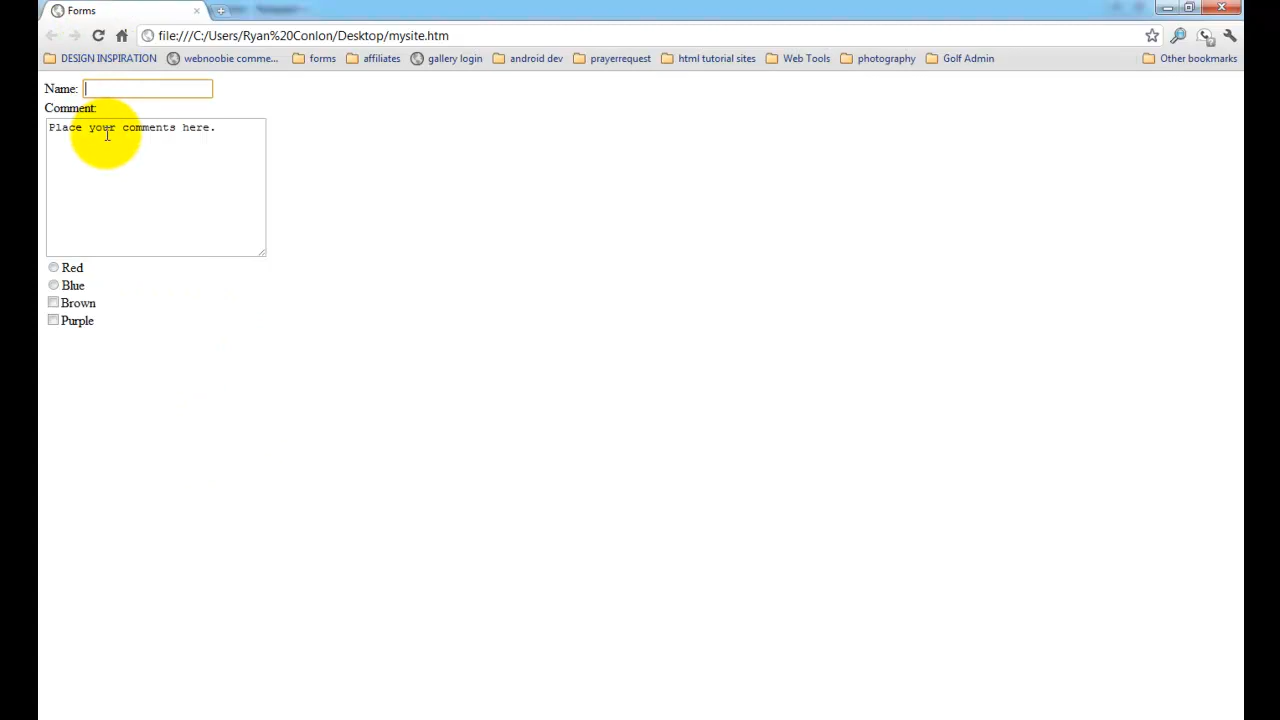 Forms
file:///C:/Users/Ryan%20Conlon/Desktop/mysite.htm
DESIGN INSPIRATION webnoobie comme... forms affiliates gallery login android dev prayerrequest html tutorial sites Web Tools photography Golf Admin Other bookmarks
Name:
Comment:
Place your comments here.
Red
Blue
Brown
Purple